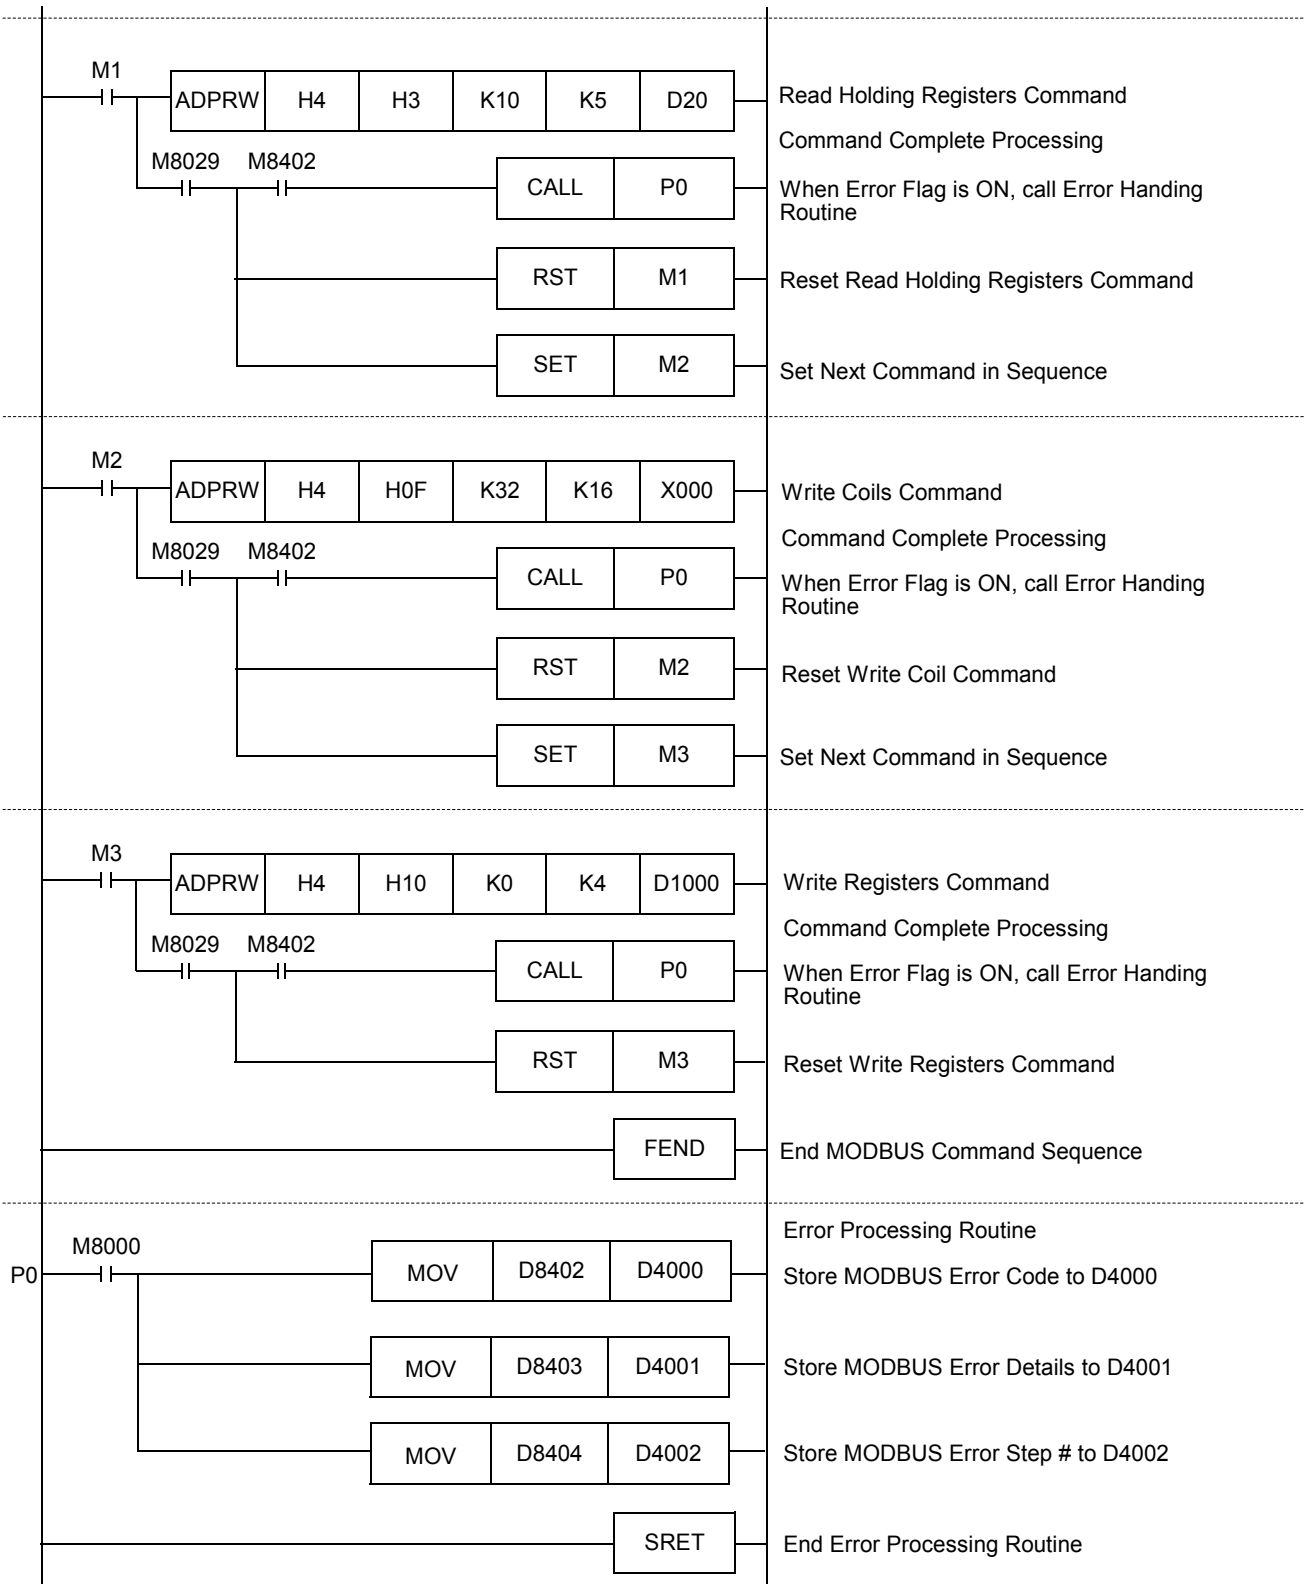 M1
ADPRW H4 H3 K10 K5 D20 Read Holding Registers Command
Command Complete Processing
M8029 M8402
CALL P0 When Error Flag is ON, call Error Handing
Routine
RST M1 Reset Read Holding Registers Command
SET M2 Set Next Command in Sequence
M2
ADPRW H4 H0F K32 K16 X000 Write Coils Command
Command Complete Processing
M8029 M8402
CALL P0 When Error Flag is ON, call Error Handing
Routine
RST M2 Reset Write Coil Command
SET M3 Set Next Command in Sequence
M3
ADPRW H4 H10 K0 K4 D1000 Write Registers Command
Command Complete Processing
M8029 M8402
CALL P0 When Error Flag is ON, call Error Handing
Routine
RST M3 Reset Write Registers Command
FEND End MODBUS Command Sequence
Error Processing Routine
M8000
P0 MOV D8402 D4000 Store MODBUS Error Code to D4000
MOV D8403 D4001 Store MODBUS Error Details to D4001
MOV D8404 D4002 Store MODBUS Error Step # to D4002
SRET End Error Processing Routine